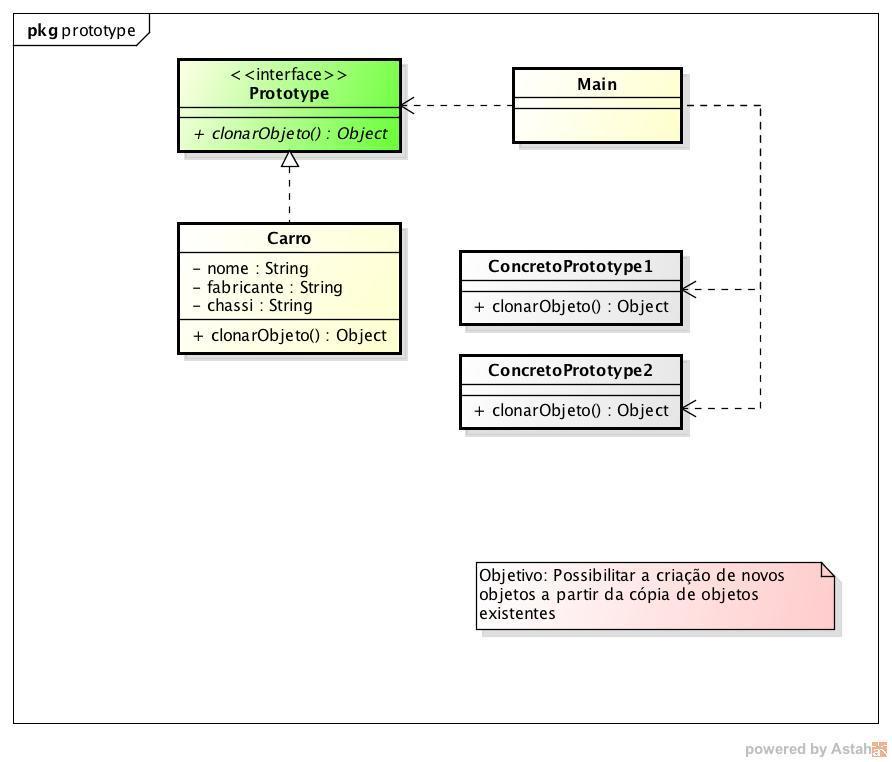 pkg prototype
<<interface>>
Prototype
+ clonarObjeto() : Object
Main
Carro
- nome : String
- fabricante : String
- chassi : String
+ clonarObjeto() : Object
ConcretoPrototype1
+ clonarObjeto() : Object
ConcretoPrototype2
+ clonarObjeto() : Object
Objetivo: Possibilitar a criação de novos
objetos a partir da cópia de objetos
existentes
powered by Astah